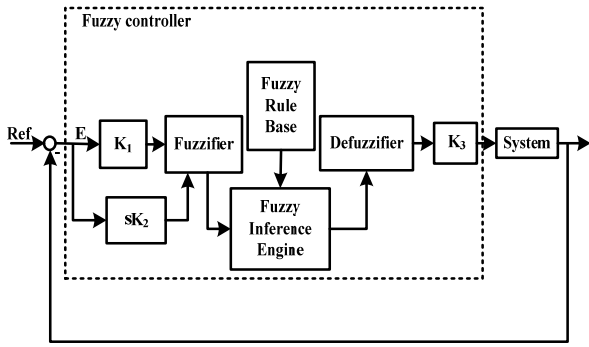 Fuzzy controller
Ref
-
E
K₁
Fuzzifier
Fuzzy
Rule
Base
Defuzzifier
K₃
System
sK₂
Fuzzy
Inference
Engine